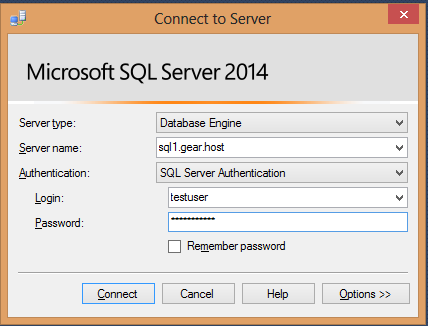 Connect to Server
Microsoft SQL Server 2014
Server type: Database Engine
Server name: sql1.gear.host
Authentication: SQL Server Authentication
Login: testuser
Password: ***********
Remember password
Connect Cancel Help Options >>